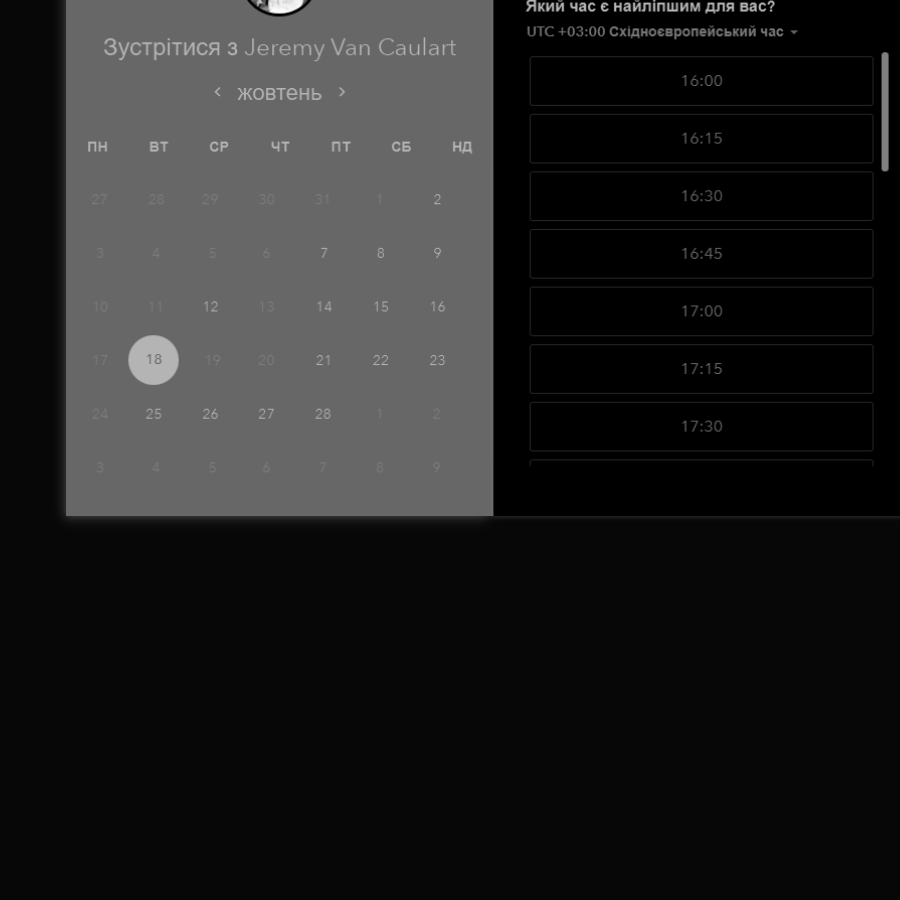 Зустрітися з Jeremy Van Caulart
жовтень
ПН ВТ СР ЧТ ПТ СБ НД
27 28 29 30 31 1 2
3 4 5 6 7 8 9
10 11 12 13 14 15 16
17 18 19 20 21 22 23
24 25 26 27 28 1 2
3 4 5 6 7 8 9
Який час є найліпшим для вас?
UTC +03:00 Східноєвропейський час
16:00
16:15
16:30
16:45
17:00
17:15
17:30